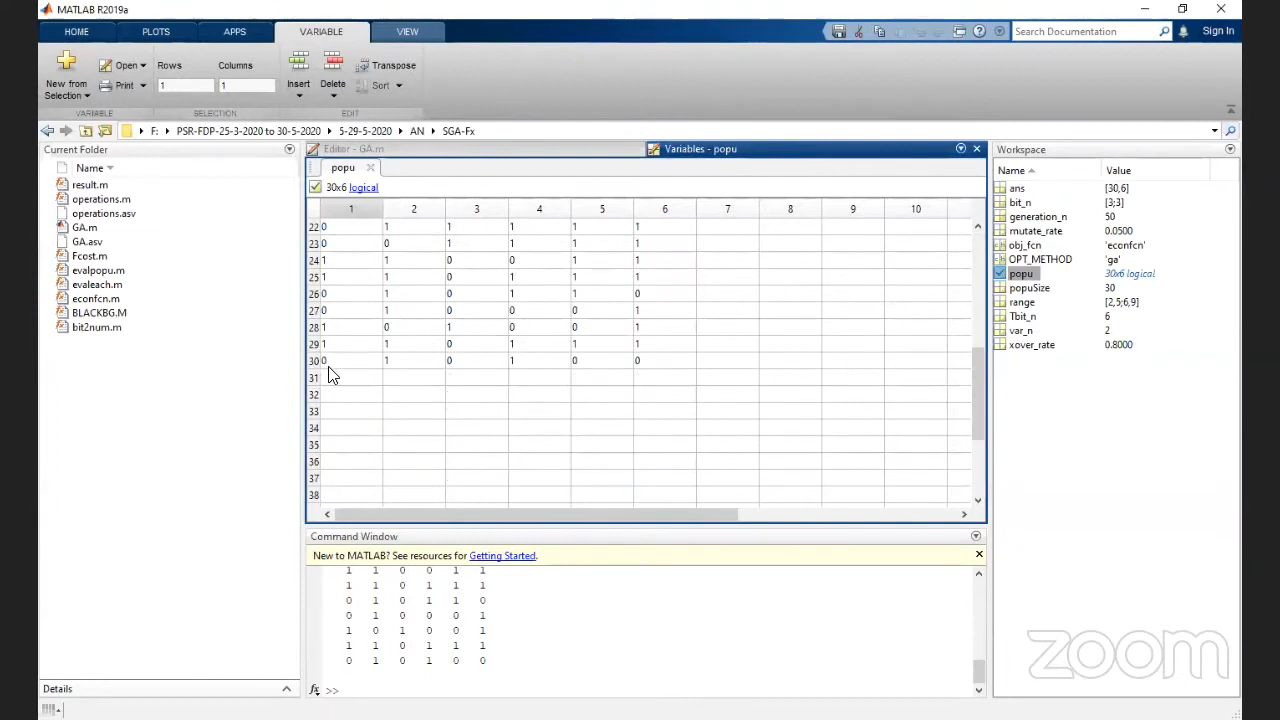 MATLAB R2019a
HOME PLOTS APPS VARIABLE VIEW Search Documentation Sign In
New from Selection Open Print Rows Columns 1 1 Insert Delete Transpose Sort
VARIABLE SELECTION EDIT
F: PSR-FDP-25-3-2020 to 30-5-2020 5-29-5-2020 AN SGA-Fx
Current Folder
Name
result.m
operations.m
operations.asv
GA.m
GA.asv
Fcost.m
evalpopu.m
evaleach.m
econfcn.m
BLACKBG.M
bit2num.m
Details
Editor - GA.m Variables - popu
popu
30x6 logical
1 2 3 4 5 6 7 8 9 10
22 0 1 1 1 1 1
23 0 0 1 1 1 1
24 1 1 0 0 1 1
25 1 1 0 1 1 1
26 0 1 0 1 1 0
27 0 1 0 0 0 1
28 1 0 1 0 0 1
29 1 1 0 1 1 1
30 0 1 0 1 0 0
31
32
33
34
35
36
37
38
Command Window
New to MATLAB? See resources for Getting Started.
1 1 0 0 1 1
1 1 0 1 1 1
0 1 0 1 1 0
0 1 0 0 0 1
1 0 1 0 0 1
1 1 0 1 1 1
0 1 0 1 0 0
fx >>
Workspace
Name Value
ans [30,6]
bit_n [3;3]
generation_n 50
mutate_rate 0.0500
obj_fcn 'econfcn'
OPT_METHOD 'ga'
popu 30x6 logical
popuSize 30
range [2,5;6,9]
Tbit_n 6
var_n 2
xover_rate 0.8000
zoom